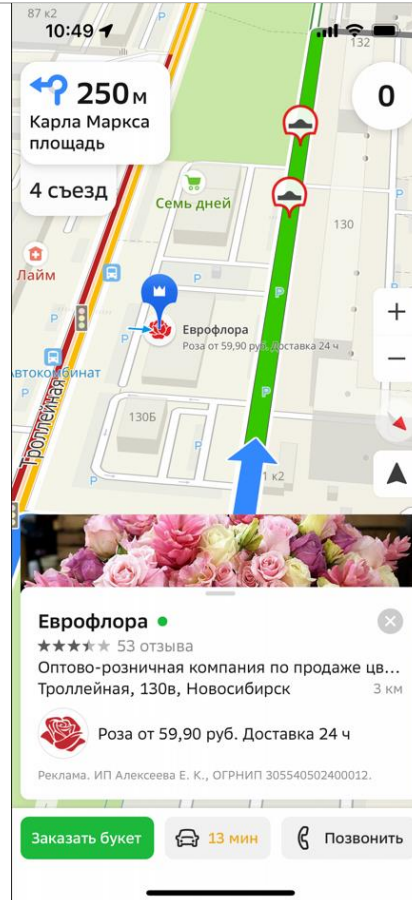 87 к2
10:49
132
250 м
Карла Маркса
площадь
0
4 съезд
Семь дней
P
130
Лайм
P
Еврофлора
Роза от 59,90 руб. Доставка 24 ч
+
−
Автокомбинат
Троллейная
130Б
1 к2
Еврофлора
53 отзыва
Оптово-розничная компания по продаже цв...
Троллейная, 130в, Новосибирск
3 км
Роза от 59,90 руб. Доставка 24 ч
Реклама. ИП Алексеева Е. К., ОГРНИП 305540502400012.
Заказать букет
13 мин
Позвонить